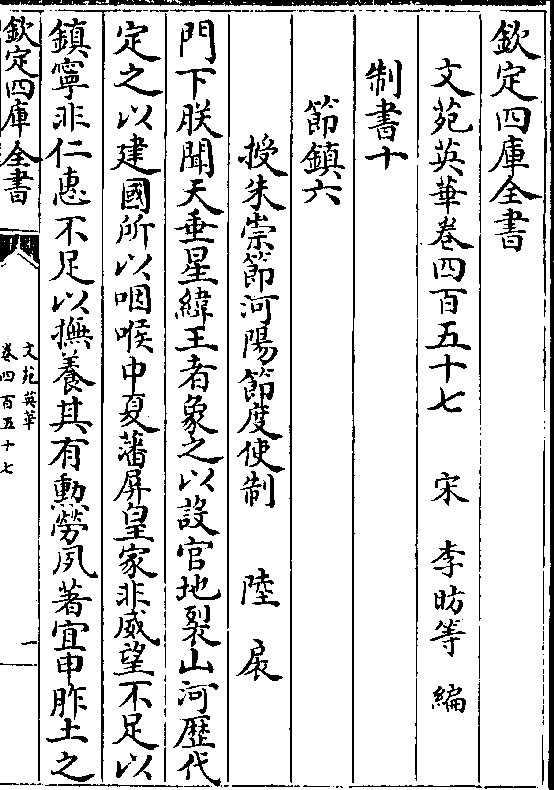 欽定四庫全書
文苑英華卷四百五十七　宋　李昉等　編
制書十
節鎮六
授朱崇節河陽節度使制　陸扆
門下朕聞天垂星緯王者象之以設官地裂山河歷代
定之以建國所以咽喉中夏藩屏皇家非威望不足以
鎮寧非仁惠不足以撫養其有勲勞夙著宜申胙土之
欽定四庫全書
文苑英華
卷四百五十七
一